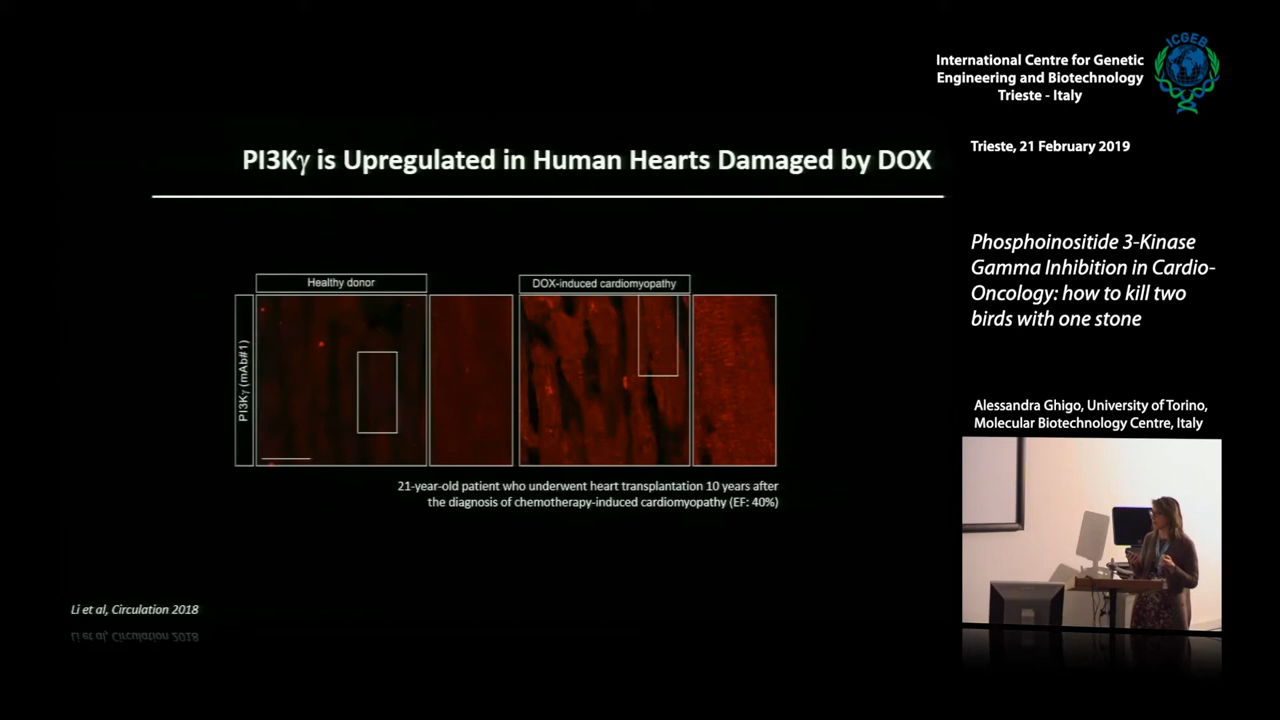 ICGEB
International Centre for Genetic
Engineering and Biotechnology
Trieste - Italy
Trieste, 21 February 2019
PI3Kγ is Upregulated in Human Hearts Damaged by DOX
Phosphoinositide 3-Kinase
Gamma Inhibition in Cardio-
Oncology: how to kill two
birds with one stone
Healthy donor
DOX-induced cardiomyopathy
PI3Kγ (mAb#1)
21-year-old patient who underwent heart transplantation 10 years after
the diagnosis of chemotherapy-induced cardiomyopathy (EF: 40%)
Alessandra Ghigo, University of Torino,
Molecular Biotechnology Centre, Italy
Li et al, Circulation 2018